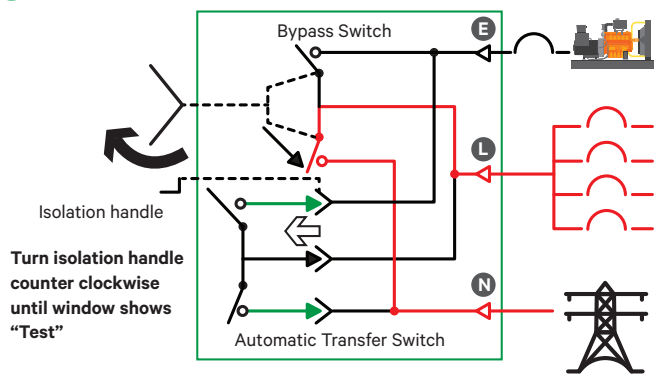 Bypass Switch
E
L
Isolation handle
Turn isolation handle
counter clockwise
until window shows
“Test”
N
Automatic Transfer Switch